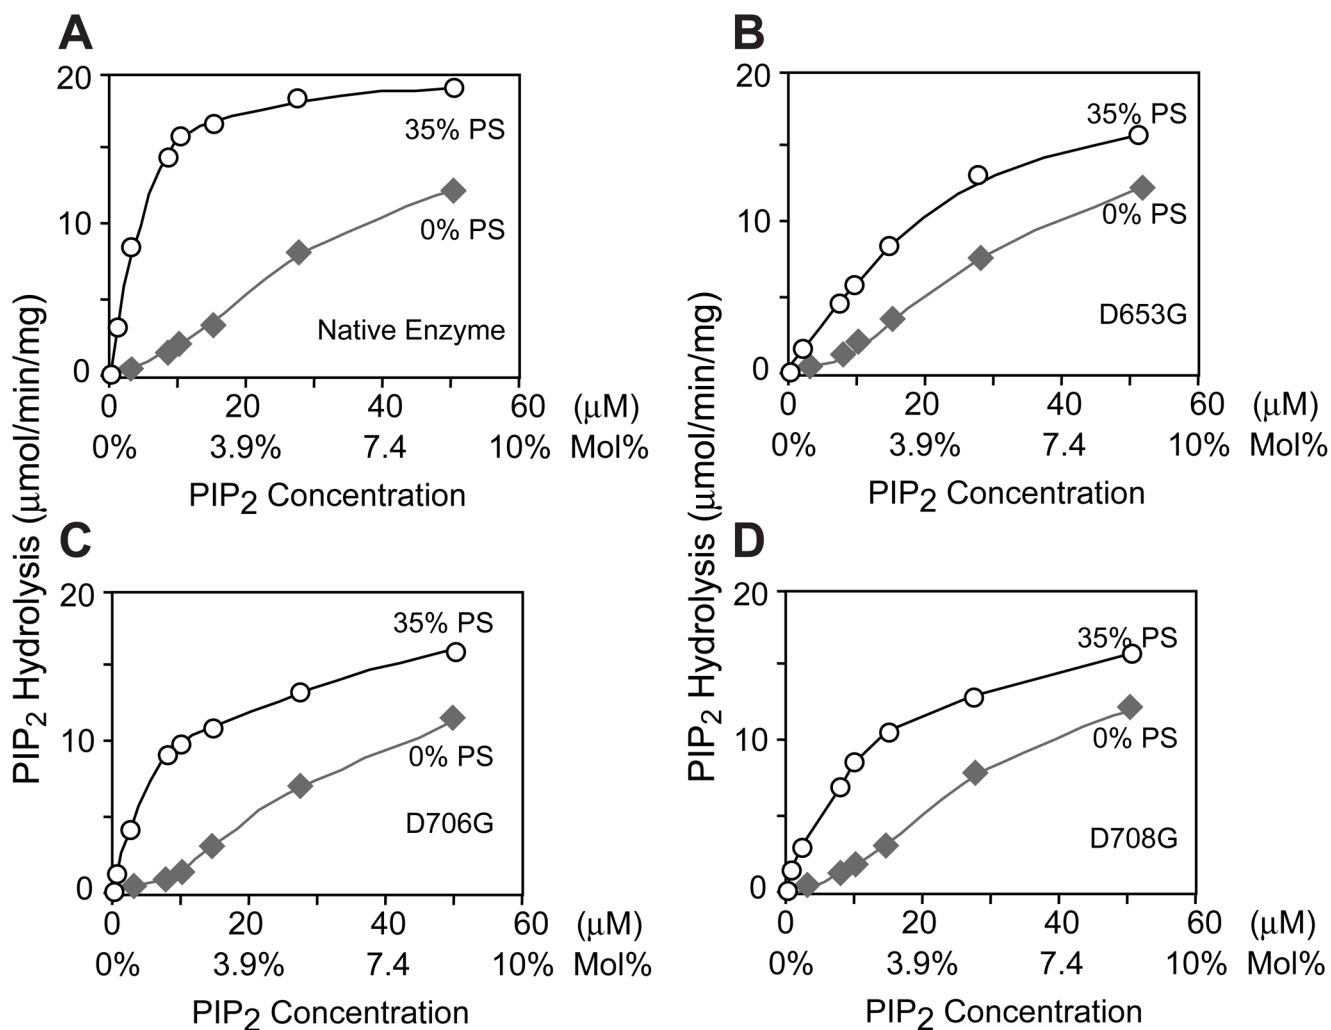 A
20
10
0
35% PS
0% PS
Native Enzyme
0 20 40 60 (μM)
0% 3.9% 7.4 10% Mol%
PIP2 Concentration
B
20
10
0
35% PS
0% PS
D653G
0 20 40 60 (μM)
0% 3.9% 7.4 10% Mol%
PIP2 Concentration
PIP2 Hydrolysis (μmol/min/mg)
PIP2 Hydrolysis (μmol/min/mg)
C
20
10
0
35% PS
0% PS
D706G
0 20 40 60 (μM)
0% 3.9% 7.4 10% Mol%
PIP2 Concentration
D
20
10
0
35% PS
0% PS
D708G
0 20 40 60 (μM)
0% 3.9% 7.4 10% Mol%
PIP2 Concentration